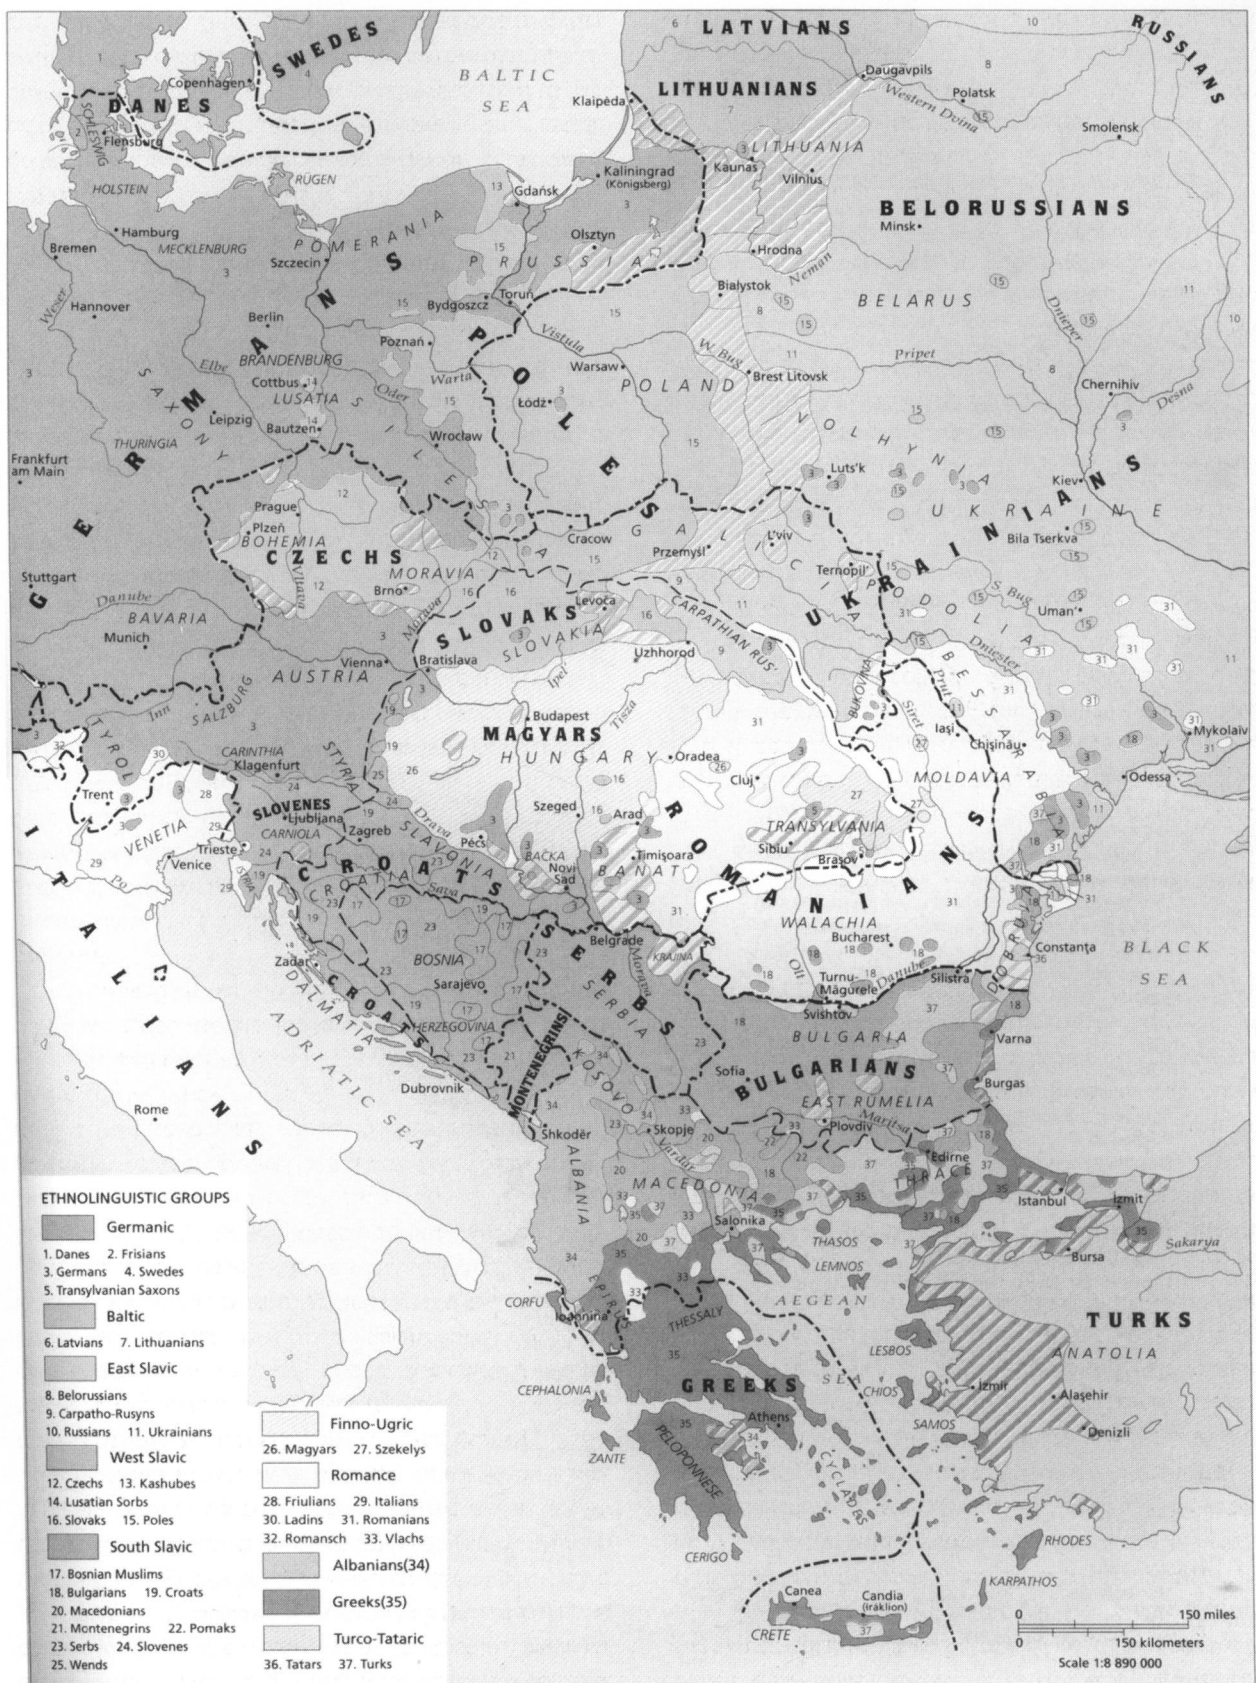 SWEDES
LATVIANS
RUSSIANS
BALTIC
SEA
Copenhagen
DANES
SCHLESWIG
Flensburg
HOLSTEIN
RÜGEN
Klaipėda
LITHUANIANS
Daugavpils
Western Dvina
Polatsk
Smolensk
LITHUANIA
Kaunas
Vilnius
Kaliningrad
(Königsberg)
Gdańsk
BELORUSSIANS
Minsk
Hamburg
Bremen
MECKLENBURG
POMERANIA
Szczecin
Olsztyn
PRUSSIA
Hrodna
Neman
Weser
Hannover
Berlin
Bydgoszcz
Toruń
Bialystok
BELARUS
Dnieper
GERMANS
BRANDENBURG
Elbe
Cottbus
LUSATIA
Poznań
Warta
Oder
Vistula
Warsaw
W. Bug
Brest Litovsk
Pripet
POLES
POLAND
Łódź
Chernihiv
Desna
SAXONY
Leipzig
Bautzen
SILESIA
Wrocław
VOLHYNIA
THURINGIA
Frankfurt
am Main
Luts'k
Kiev
UKRAINE
UKRAINIANS
Prague
Plzeň
BOHEMIA
CZECHS
Vltava
MORAVIA
Brno
Morava
Cracow
GALICIA
Przemyśl
L'viv
Ternopil'
PODOLIA
Bila Tserkva
S. Bug
Uman'
Stuttgart
Danube
BAVARIA
Munich
SLOVAKS
SLOVAKIA
Levoča
CARPATHIAN RUS'
Uzhhorod
Dniester
Vienna
Bratislava
AUSTRIA
Inn
SALZBURG
TYROL
Ipel'
Tisza
BUKOVINA
BESSARABIA
Prut
Siret
Iaşi
Chişinău
Mykolaïv
Odessa
Budapest
MAGYARS
HUNGARY
Oradea
Cluj
MOLDAVIA
CARINTHIA
Klagenfurt
STYRIA
Trent
VENETIA
Venice
Trieste
Po
SLOVENES
Ljubljana
CARNIOLA
ISTRIA
Zagreb
Drava
SLAVONIA
Pécs
Szeged
Arad
BAČKA
Novi
Sad
Timişoara
BANAT
ROMANIANS
TRANSYLVANIA
Sibiu
Braşov
CROATS
CROATIA
Sava
ITALIANS
BOSNIA
Sarajevo
Zadar
DALMATIA
CROATS
HERZEGOVINA
ADRIATIC SEA
Dubrovnik
Belgrade
SERBS
SERBIA
Morava
KRAJINA
WALACHIA
Bucharest
Olt
Turnu-
Măgurele
Danube
Silistra
Svishtov
DOBRUJA
Constanţa
BLACK
SEA
MONTENEGRINS
KOSOVO
Sofia
BULGARIA
BULGARIANS
Varna
Burgas
EAST RUMELIA
Maritsa
Plovdiv
Rome
Shkodër
ALBANIA
Skopje
Vardar
MACEDONIA
Salonika
Edirne
THRACE
Istanbul
İzmit
Sakarya
Bursa
THASOS
LEMNOS
CORFU
EPIRUS
Ioannina
THESSALY
AEGEAN
SEA
LESBOS
TURKS
ANATOLIA
CEPHALONIA
GREEKS
CHIOS
İzmir
Alaşehir
Denizli
Athens
SAMOS
ZANTE
PELOPONNESE
CYCLADES
CERIGO
RHODES
KARPATHOS
Canea
Candia
(Iráklion)
CRETE
0 150 miles
0 150 kilometers
Scale 1:8 890 000
ETHNOLINGUISTIC GROUPS
Germanic
1. Danes 2. Frisians
3. Germans 4. Swedes
5. Transylvanian Saxons
Baltic
6. Latvians 7. Lithuanians
East Slavic
8. Belorussians
9. Carpatho-Rusyns
10. Russians 11. Ukrainians
West Slavic
12. Czechs 13. Kashubes
14. Lusatian Sorbs
16. Slovaks 15. Poles
South Slavic
17. Bosnian Muslims
18. Bulgarians 19. Croats
20. Macedonians
21. Montenegrins 22. Pomaks
23. Serbs 24. Slovenes
25. Wends
Finno-Ugric
26. Magyars 27. Szekelys
Romance
28. Friulians 29. Italians
30. Ladins 31. Romanians
32. Romansch 33. Vlachs
Albanians(34)
Greeks(35)
Turco-Tataric
36. Tatars 37. Turks